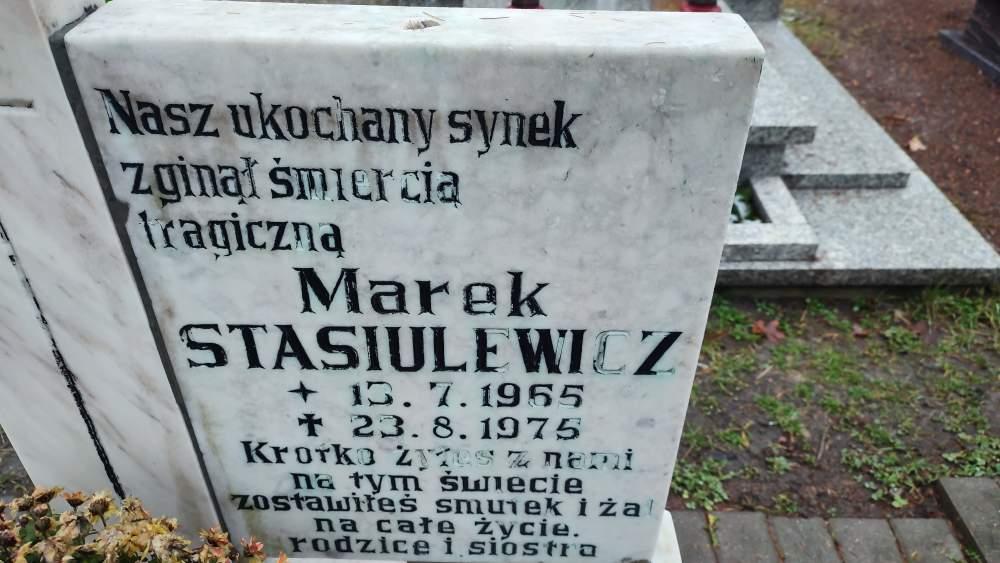 Nasz ukochany synek
zginął śmiercią
tragiczną
Marek
STASIULEWICZ
13.7.1965
23.8.1975
Krótko żyłeś z nami
na tym świecie
zostawiłeś smutek i żal
na całe życie.
rodzice i siostra